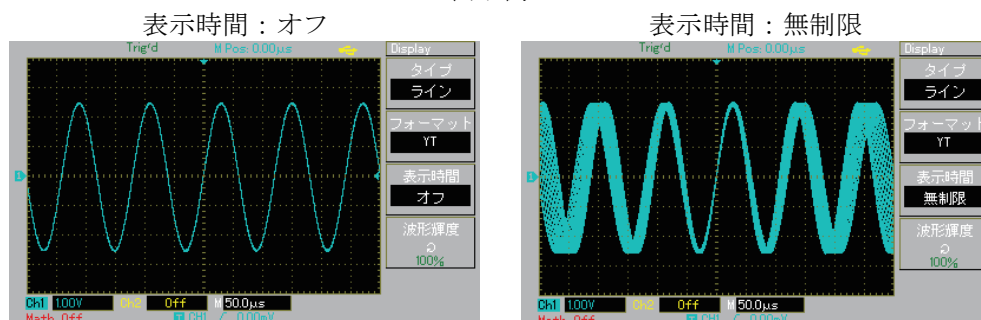 表示時間：オフ
Trig'd M Pos: 0.00μs Display
タイプ
ライン
フォーマット
YT
表示時間
オフ
波形輝度
100%
Ch1 1.00V Ch2 Off M 50.0μs
Math Off T CH1 / 0.00mV
表示時間：無制限
Trig'd M Pos: 0.00μs Display
タイプ
ライン
フォーマット
YT
表示時間
無制限
波形輝度
100%
Ch1 1.00V Ch2 Off M 50.0μs
Math Off T CH1 / 0.00mV